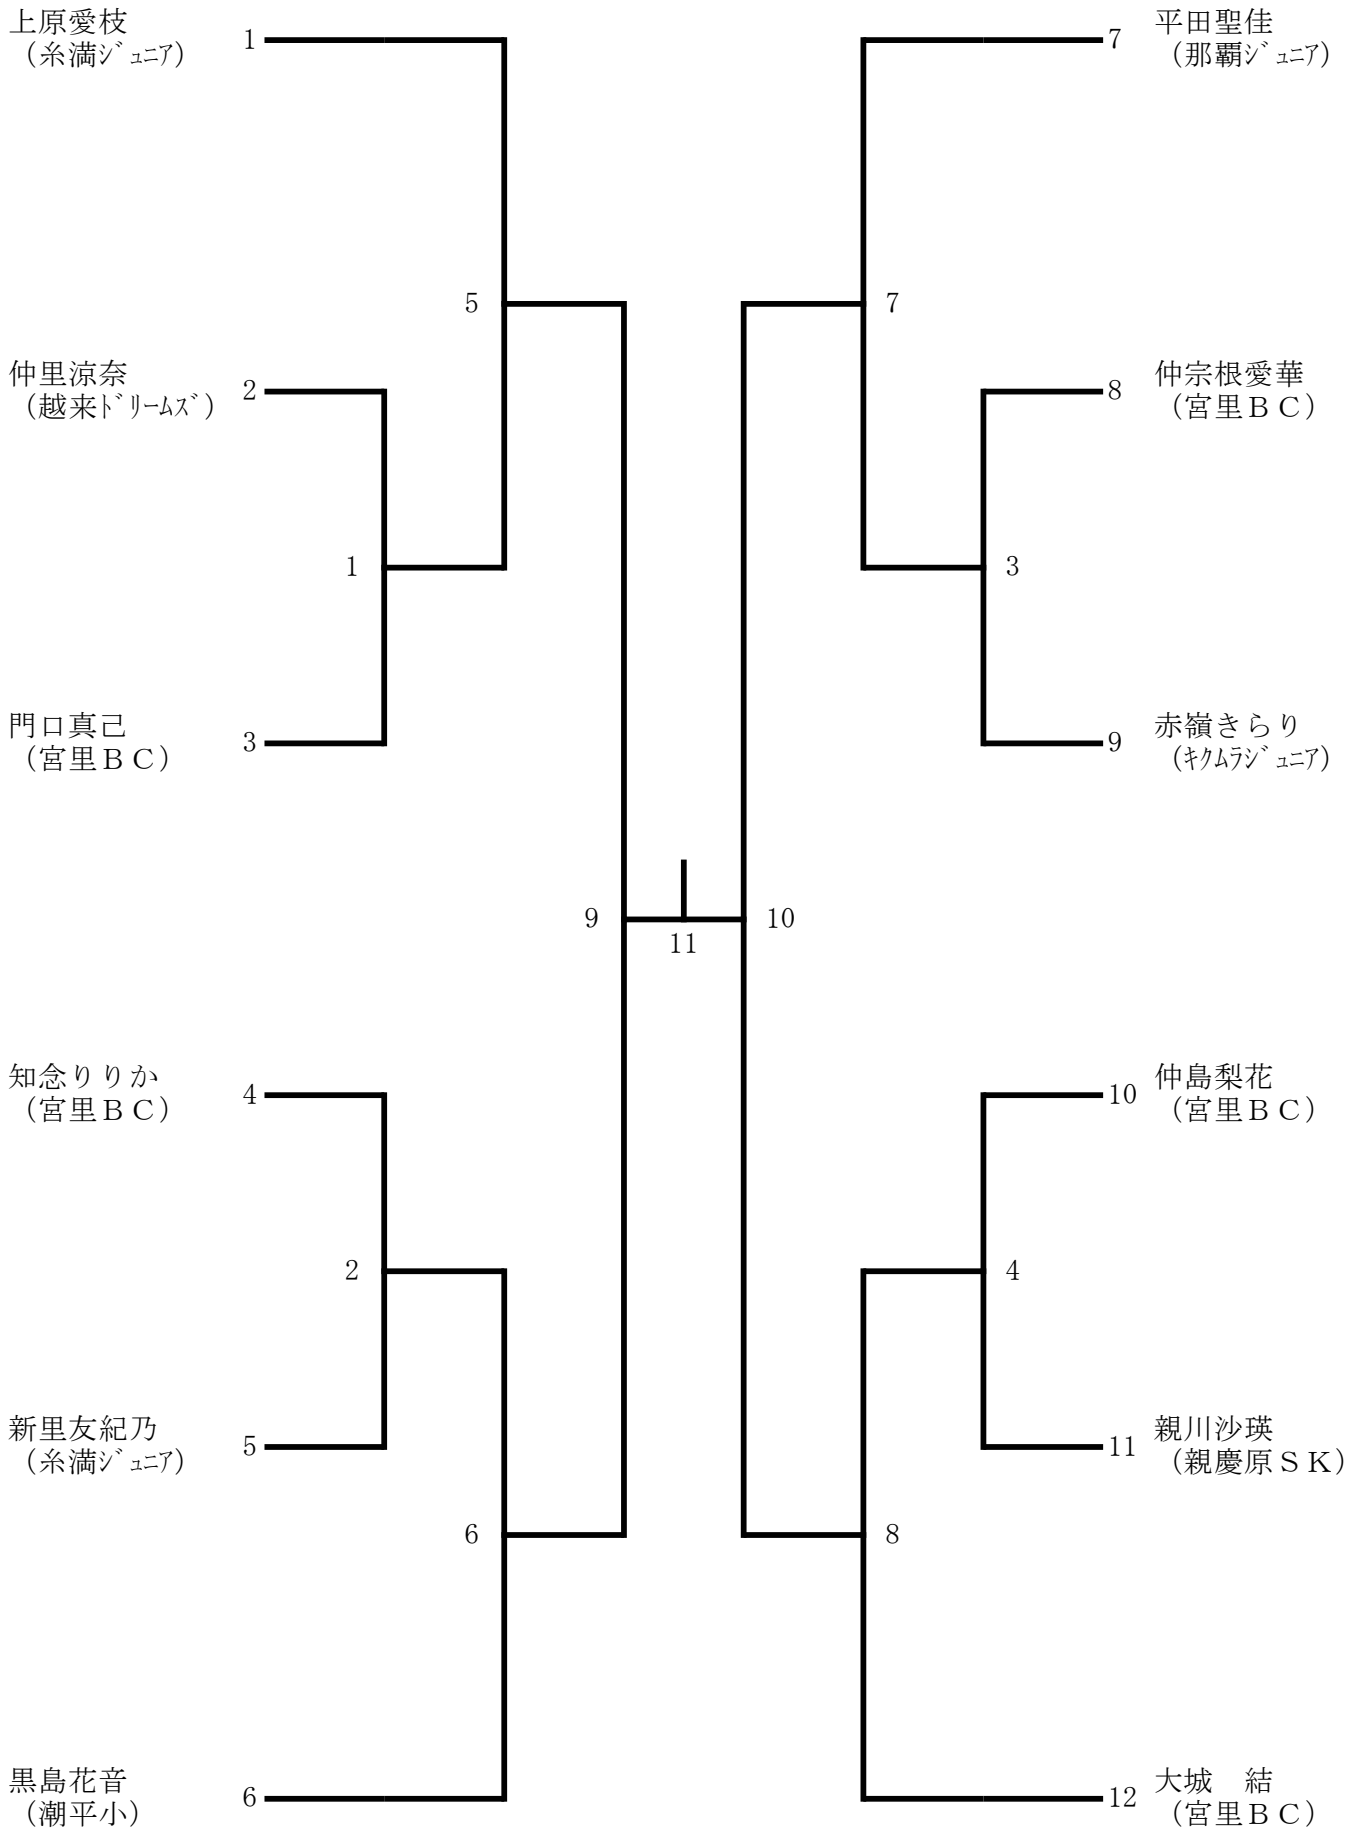 上原愛枝
（糸満ｼﾞｭﾆｱ）
1
仲里涼奈
（越来ﾄﾞﾘｰﾑｽﾞ）
2
門口真己
（宮里ＢＣ）
3
知念りりか
（宮里ＢＣ）
4
新里友紀乃
（糸満ｼﾞｭﾆｱ）
5
黒島花音
（潮平小）
6
5
1
2
6
9
11
10
7
3
4
8
7
平田聖佳
（那覇ｼﾞｭﾆｱ）
8
仲宗根愛華
（宮里ＢＣ）
9
赤嶺きらり
（ｷｸﾑﾗｼﾞｭﾆｱ）
10
仲島梨花
（宮里ＢＣ）
11
親川沙瑛
（親慶原ＳＫ）
12
大城　結
（宮里ＢＣ）